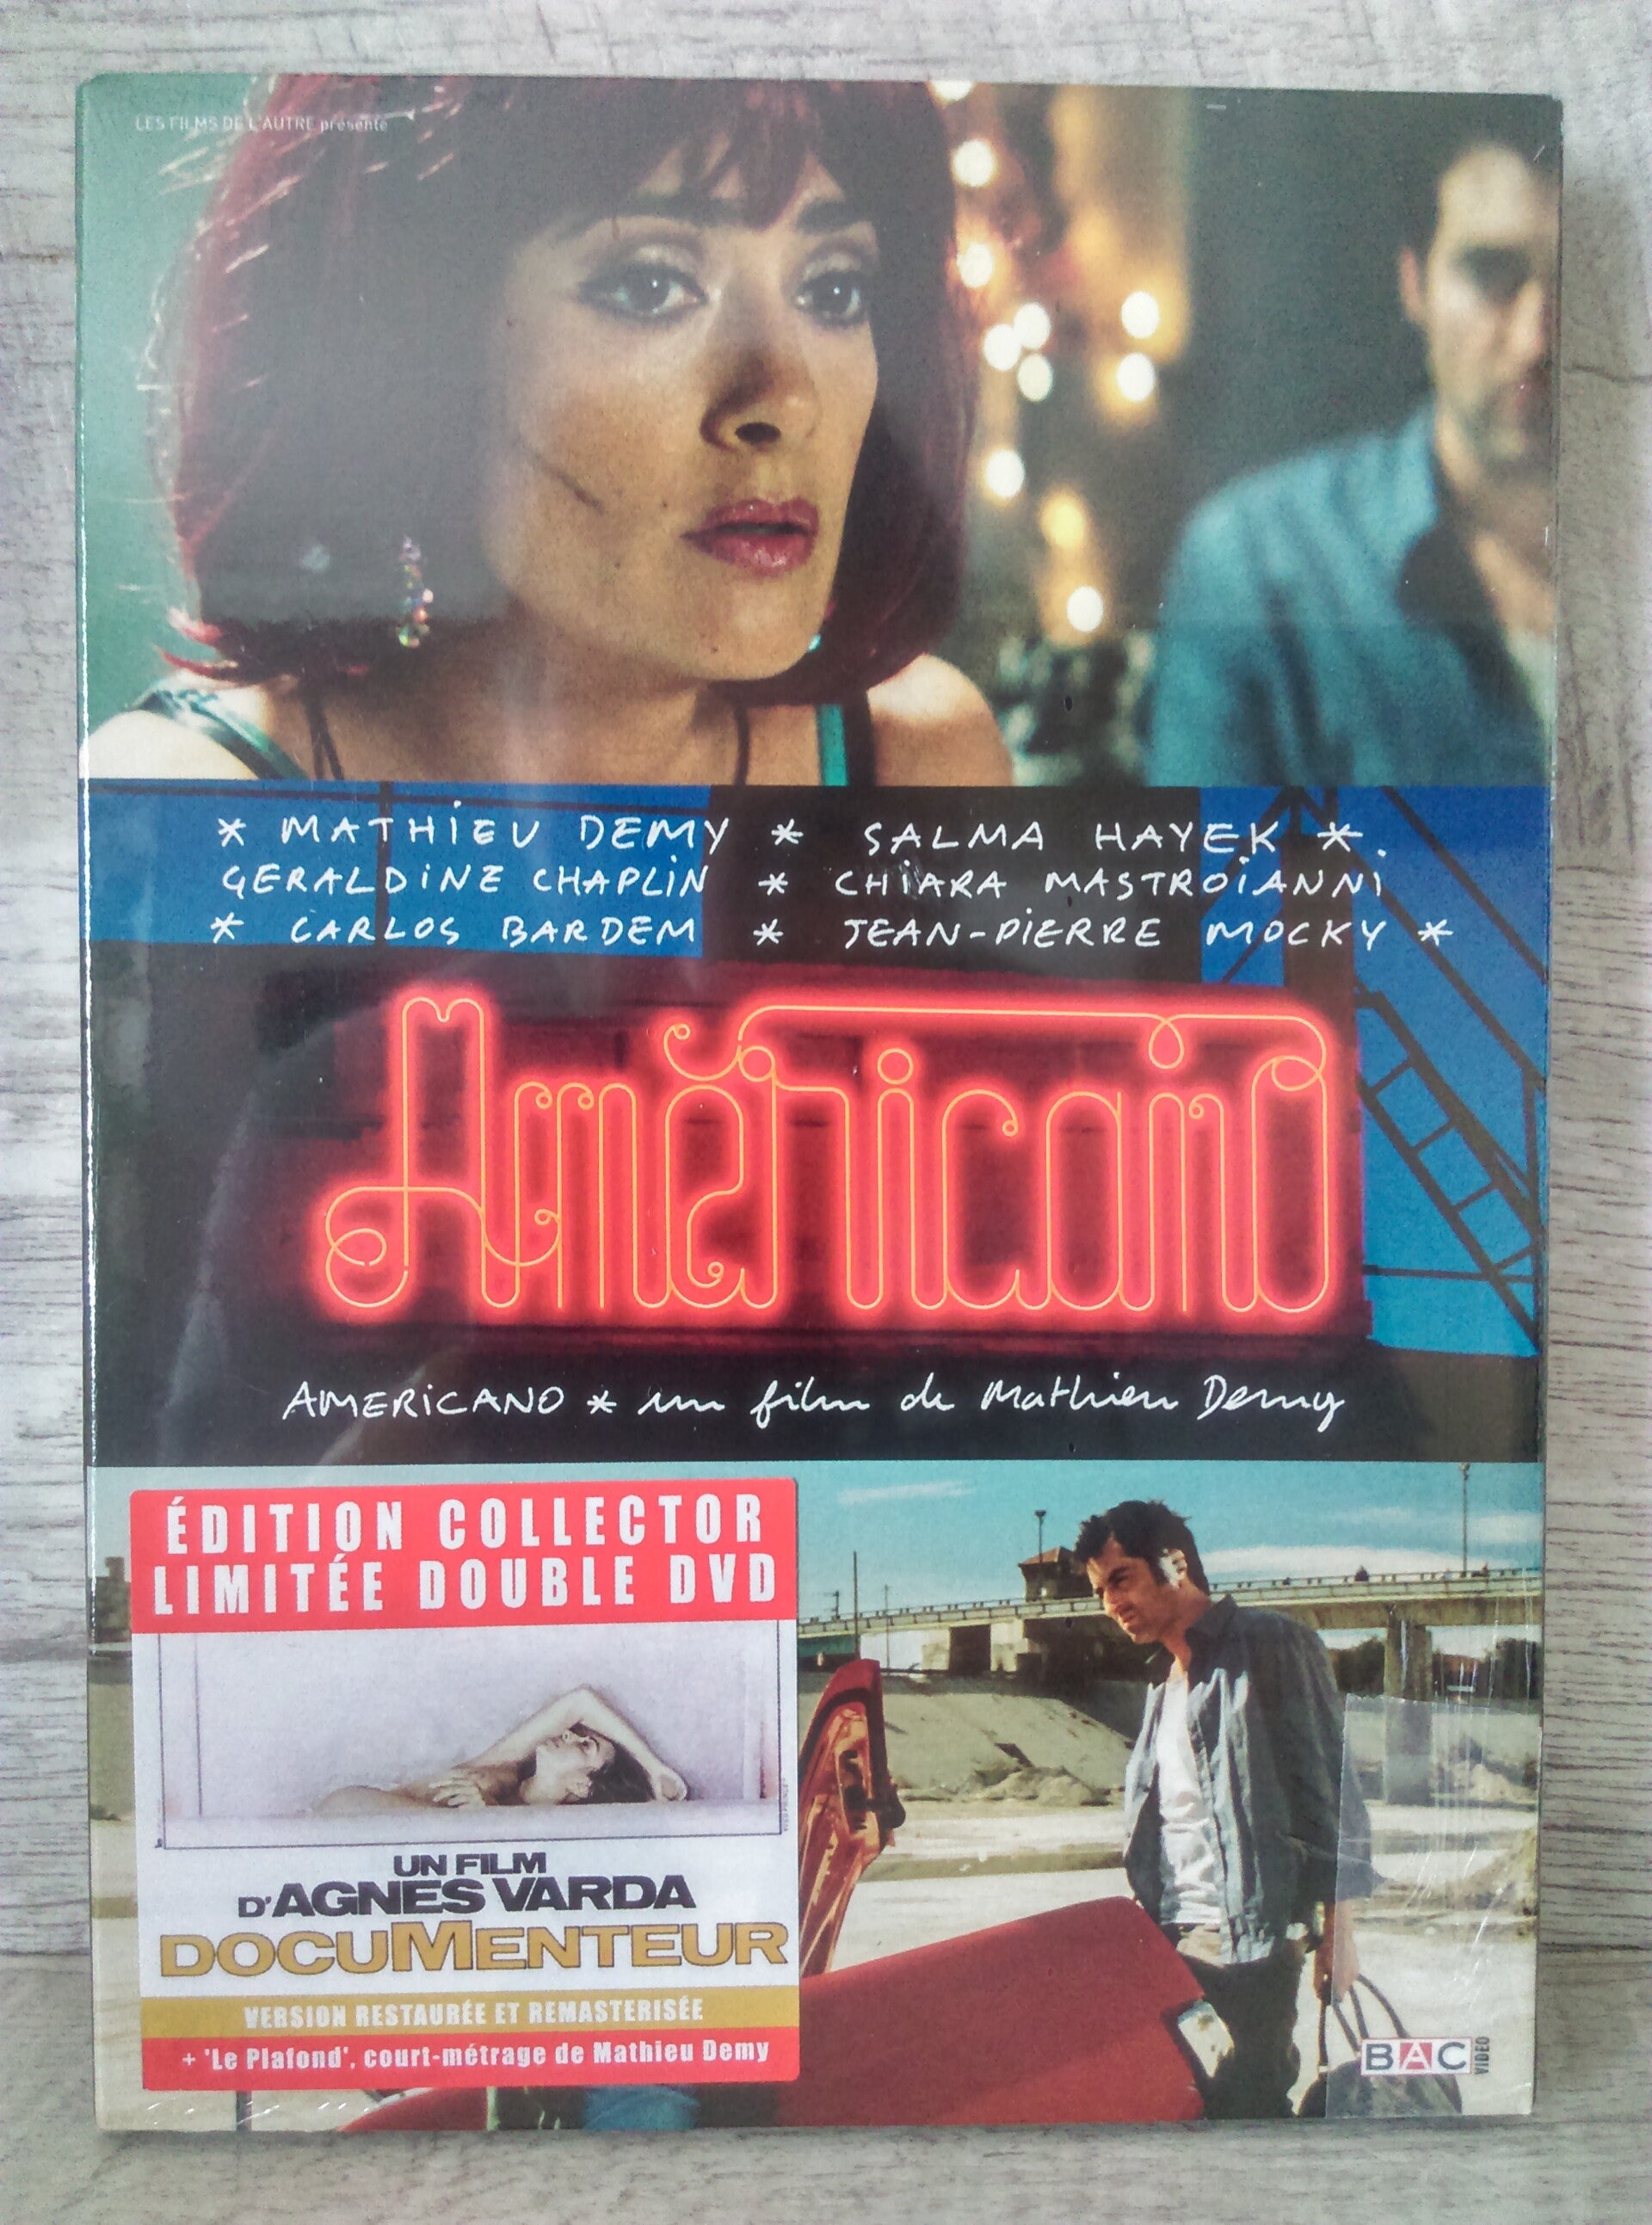 LES FILMS DE L'AUTRE présente
* MATHIEU DEMY * SALMA HAYEK *
GERALDINE CHAPLIN * CHIARA MASTROIANNI
* CARLOS BARDEM * JEAN-PIERRE MOCKY *
Américano
AMERICANO * un film de Mathieu Demy
ÉDITION COLLECTOR
LIMITÉE DOUBLE DVD
UN FILM
D'AGNES VARDA
DOCUMENTEUR
VERSION RESTAURÉE ET REMASTERISÉE
+ 'Le Plafond', court-métrage de Mathieu Demy
BAC VIDEO